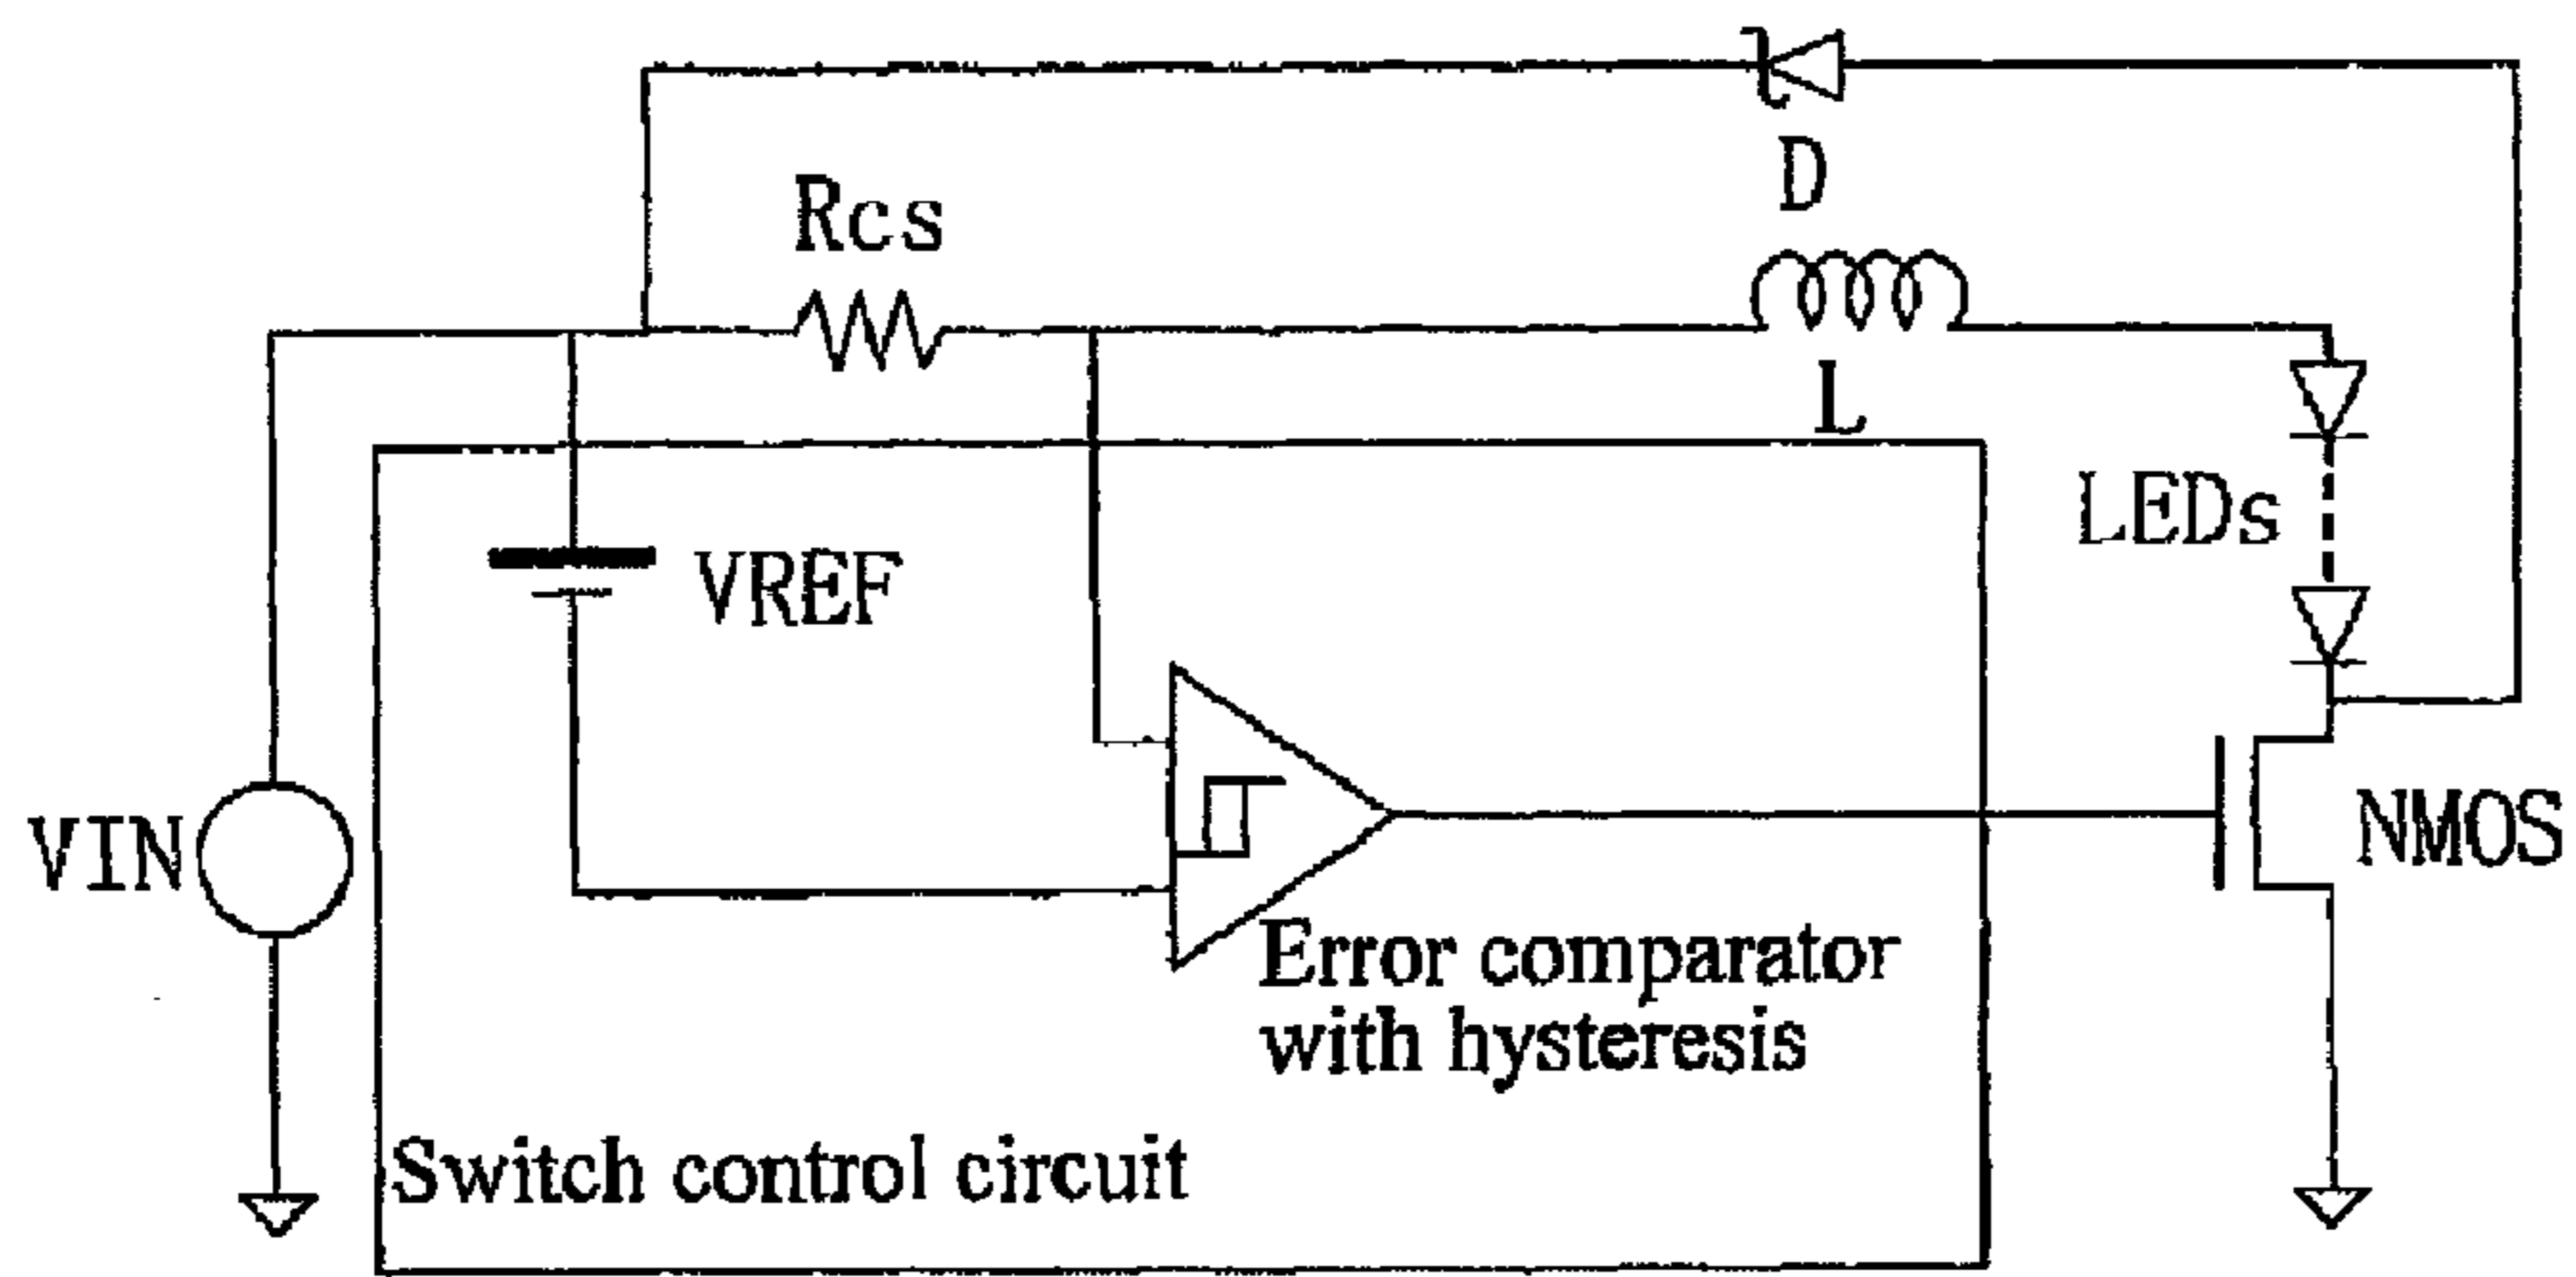 D
Rcs
L
LEDs
VREF
VIN
NMOS
Error comparator
with hysteresis
Switch control circuit